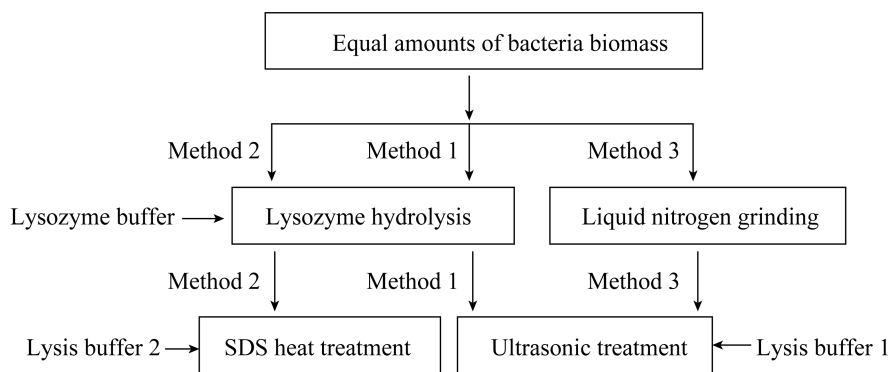 Equal amounts of bacteria biomass
Method 2
Method 1
Method 3
Lysozyme buffer
Lysozyme hydrolysis
Liquid nitrogen grinding
Method 2
Method 1
Method 3
Lysis buffer 2
SDS heat treatment
Ultrasonic treatment
Lysis buffer 1